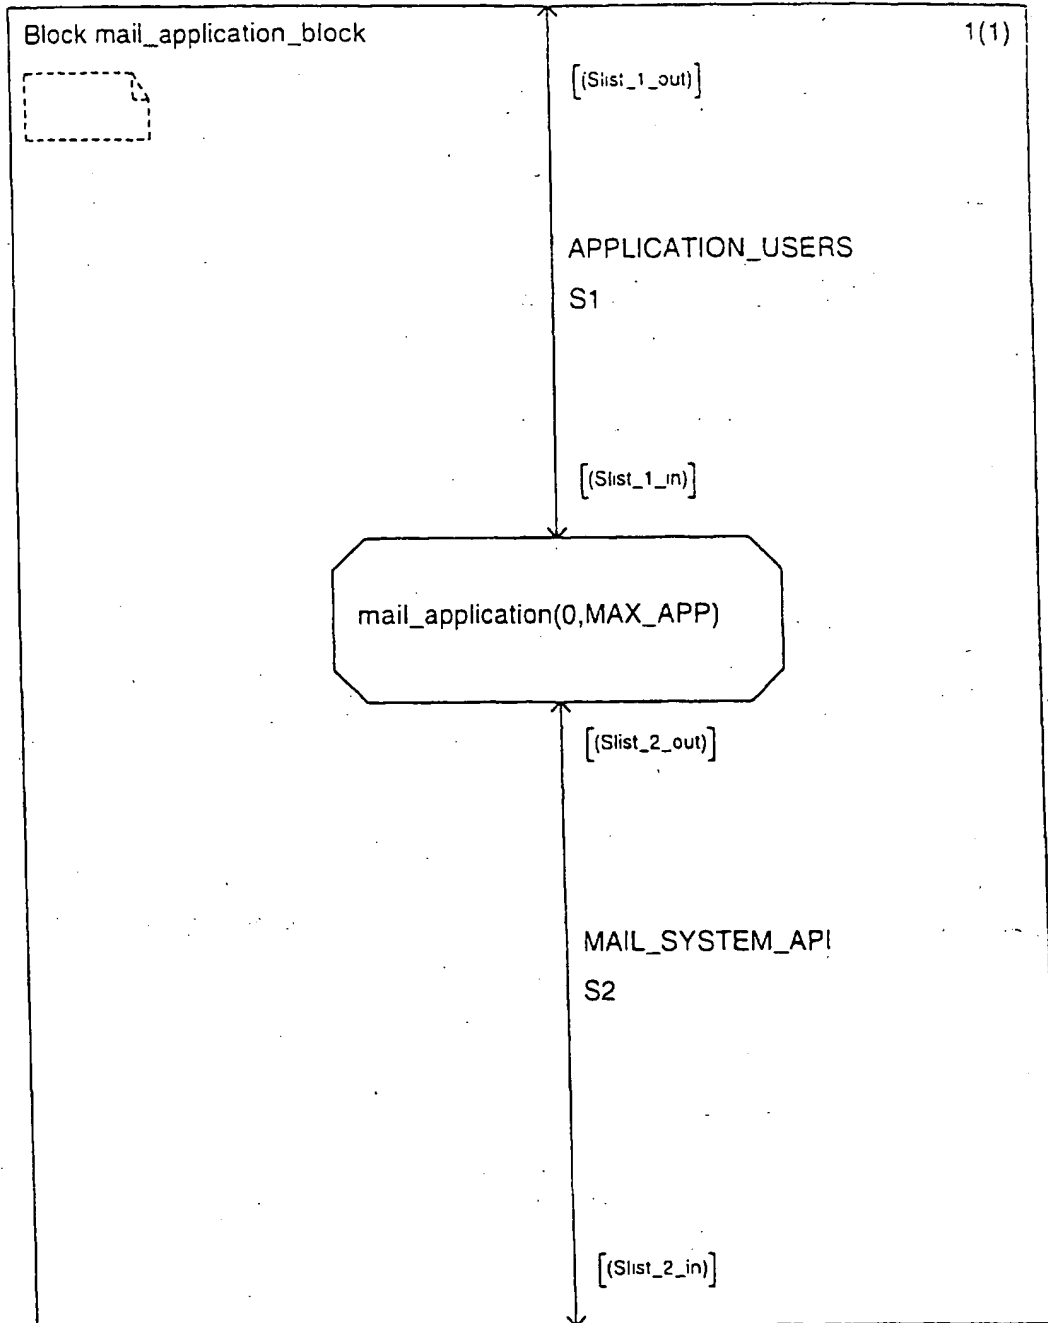 Block mail_application_block
1(1)
[(Slist_1_out)]
APPLICATION_USERS
S1
[(Slist_1_in)]
mail_application(0,MAX_APP)
[(Slist_2_out)]
MAIL_SYSTEM_API
S2
[(Slist_2_in)]